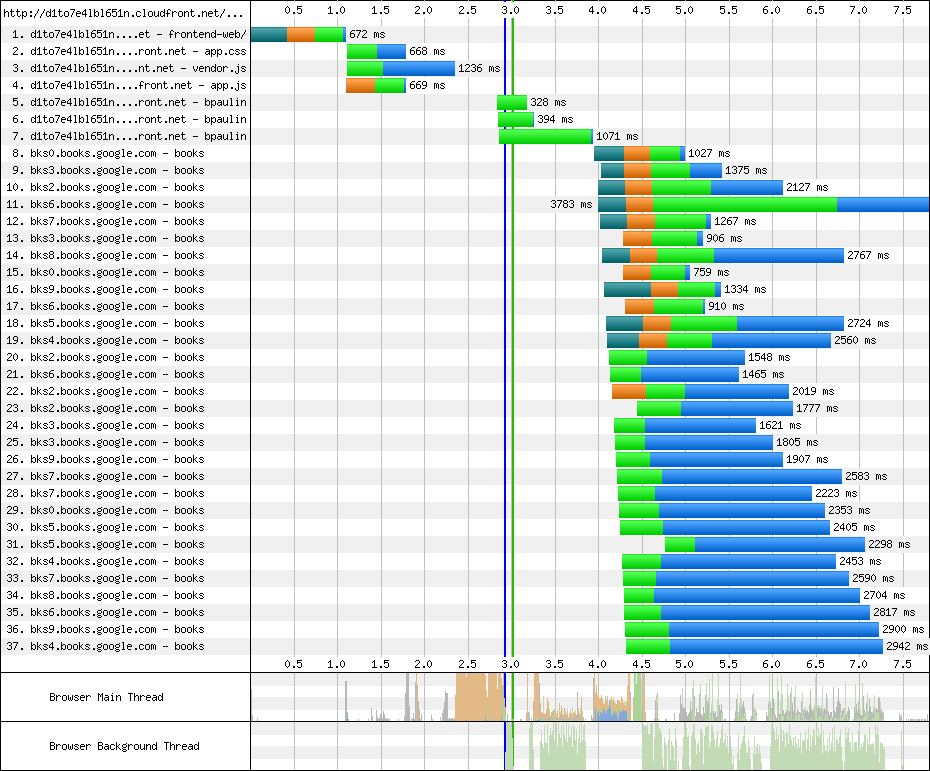 http://d1to7e4lbl651n.cloudfront.net/...
0.5 1.0 1.5 2.0 2.5 3.0 3.5 4.0 4.5 5.0 5.5 6.0 6.5 7.0 7.5
1. d1to7e4lbl651n....et - frontend-web/ 672 ms
2. d1to7e4lbl651n....ront.net - app.css 668 ms
3. d1to7e4lbl651n....nt.net - vendor.js 1236 ms
4. d1to7e4lbl651n....front.net - app.js 669 ms
5. d1to7e4lbl651n....ront.net - bpaulin 328 ms
6. d1to7e4lbl651n....ront.net - bpaulin 394 ms
7. d1to7e4lbl651n....ront.net - bpaulin 1071 ms
8. bks0.books.google.com - books 1027 ms
9. bks3.books.google.com - books 1375 ms
10. bks2.books.google.com - books 2127 ms
11. bks6.books.google.com - books 3783 ms
12. bks7.books.google.com - books 1267 ms
13. bks3.books.google.com - books 906 ms
14. bks8.books.google.com - books 2767 ms
15. bks0.books.google.com - books 759 ms
16. bks9.books.google.com - books 1334 ms
17. bks6.books.google.com - books 910 ms
18. bks5.books.google.com - books 2724 ms
19. bks4.books.google.com - books 2560 ms
20. bks2.books.google.com - books 1548 ms
21. bks6.books.google.com - books 1465 ms
22. bks2.books.google.com - books 2019 ms
23. bks2.books.google.com - books 1777 ms
24. bks3.books.google.com - books 1621 ms
25. bks3.books.google.com - books 1805 ms
26. bks9.books.google.com - books 1907 ms
27. bks7.books.google.com - books 2583 ms
28. bks7.books.google.com - books 2223 ms
29. bks0.books.google.com - books 2353 ms
30. bks5.books.google.com - books 2405 ms
31. bks5.books.google.com - books 2298 ms
32. bks4.books.google.com - books 2453 ms
33. bks7.books.google.com - books 2590 ms
34. bks8.books.google.com - books 2704 ms
35. bks6.books.google.com - books 2817 ms
36. bks9.books.google.com - books 2900 ms
37. bks4.books.google.com - books 2942 ms
0.5 1.0 1.5 2.0 2.5 3.0 3.5 4.0 4.5 5.0 5.5 6.0 6.5 7.0 7.5
Browser Main Thread
Browser Background Thread